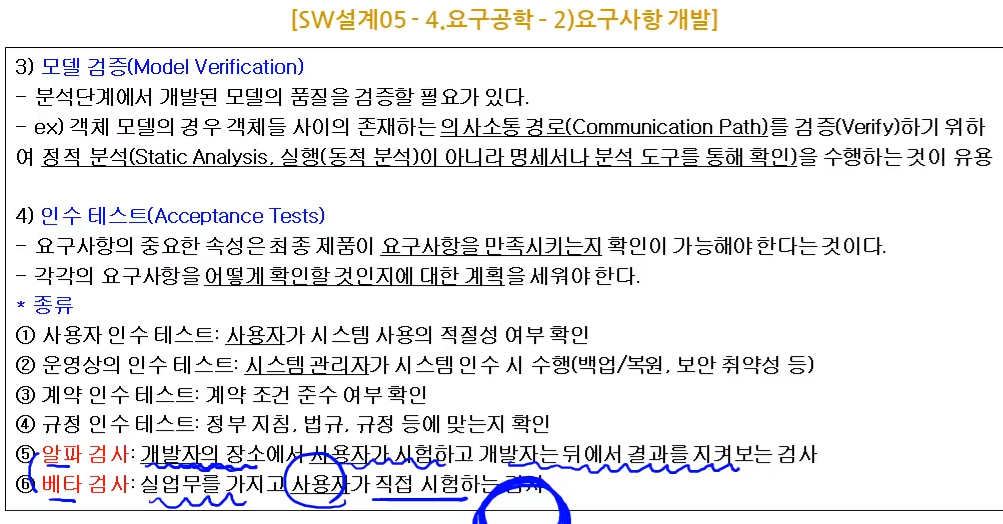 [SW설계05 - 4.요구공학 - 2)요구사항 개발]
3) 모델 검증(Model Verification)
- 분석단계에서 개발된 모델의 품질을 검증할 필요가 있다.
- ex) 객체 모델의 경우 객체들 사이의 존재하는 의사소통 경로(Communication Path)를 검증(Verify)하기 위하
여 정적 분석(Static Analysis, 실행(동적 분석)이 아니라 명세서나 분석 도구를 통해 확인)을 수행하는 것이 유용
4) 인수 테스트(Acceptance Tests)
- 요구사항의 중요한 속성은 최종 제품이 요구사항을 만족시키는지 확인이 가능해야 한다는 것이다.
- 각각의 요구사항을 어떻게 확인할 것인지에 대한 계획을 세워야 한다.
* 종류
① 사용자 인수 테스트: 사용자가 시스템 사용의 적절성 여부 확인
② 운영상의 인수 테스트: 시스템 관리자가 시스템 인수 시 수행(백업/복원, 보안 취약성 등)
③ 계약 인수 테스트: 계약 조건 준수 여부 확인
④ 규정 인수 테스트: 정부 지침, 법규, 규정 등에 맞는지 확인
⑤ 알파 검사: 개발자의 장소에서 사용자가 시험하고 개발자는 뒤에서 결과를 지켜보는 검사
⑥ 베타 검사: 실업무를 가지고 사용자가 직접 시험하는 검사